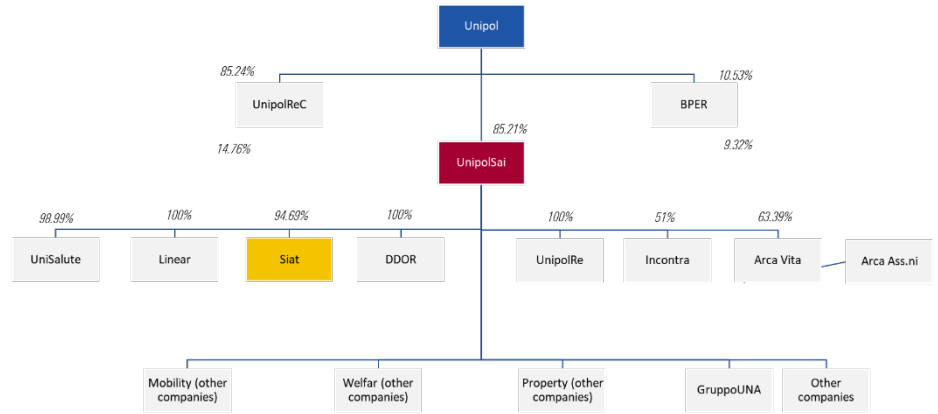 Unipol
85.24%
10.53%
UnipolReC
BPER
85.21%
14.76%
9.32%
UnipolSai
98.99%
100%
94.69%
100%
100%
51%
63.39%
UniSalute
Linear
Siat
DDOR
UnipolRe
Incontra
Arca Vita
Arca Ass.ni
Mobility (other
companies)
Welfar (other
companies)
Property (other
companies)
GruppoUNA
Other
companies